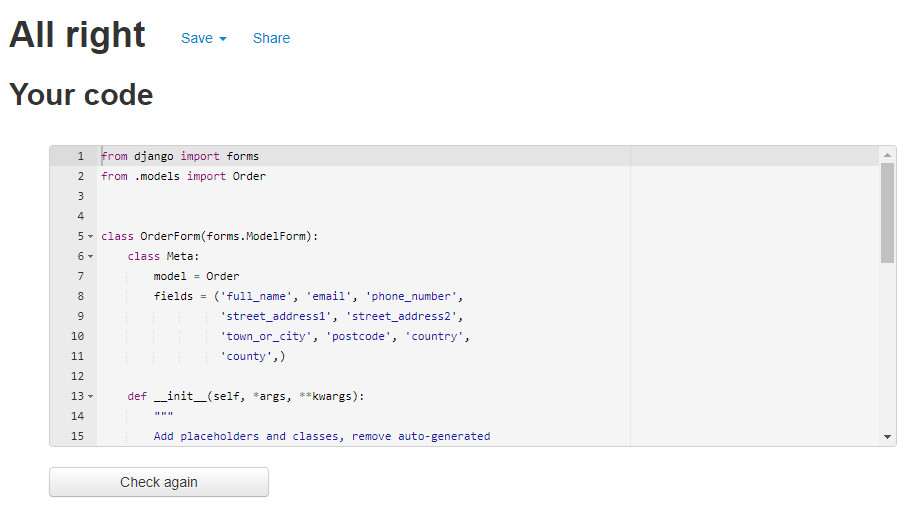 All right Save Share
Your code
1 from django import forms
2 from .models import Order
3
4
5 class OrderForm(forms.ModelForm):
6 class Meta:
7 model = Order
8 fields = ('full_name', 'email', 'phone_number',
9 'street_address1', 'street_address2',
10 'town_or_city', 'postcode', 'country',
11 'county',)
12
13 def __init__(self, *args, **kwargs):
14 """
15 Add placeholders and classes, remove auto-generated
Check again